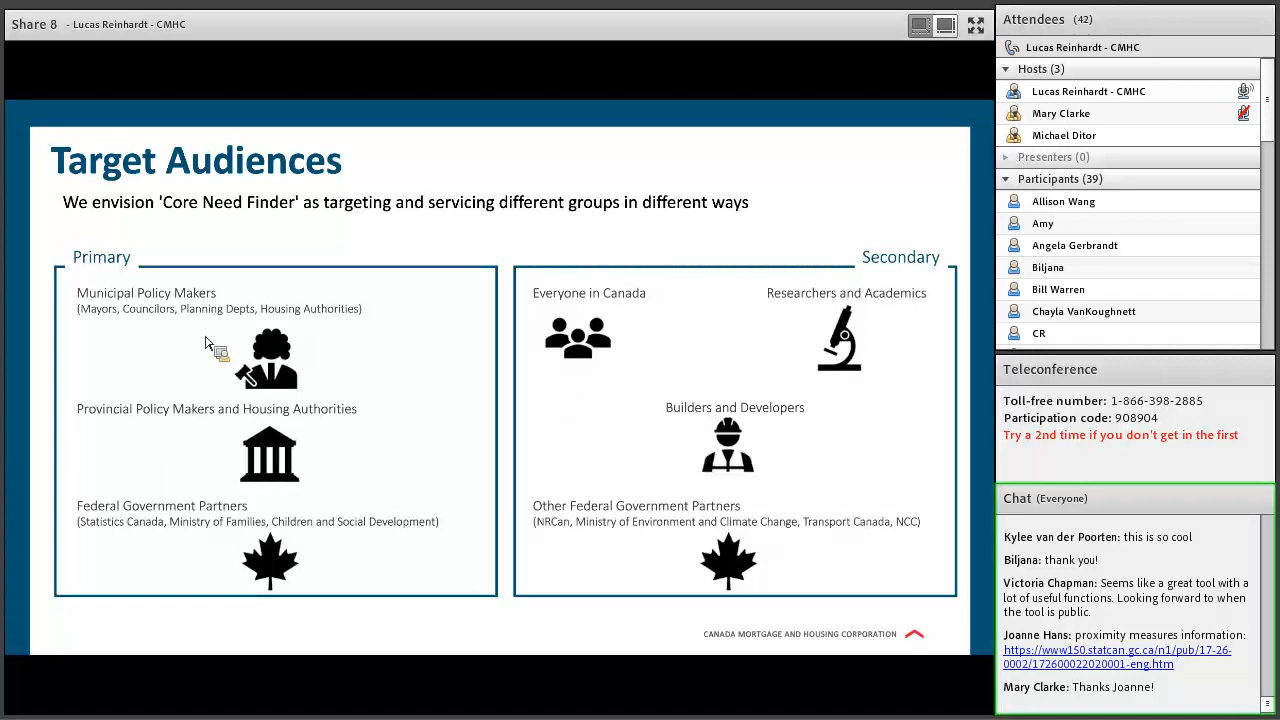 Share 8 - Lucas Reinhardt - CMHC
Target Audiences
We envision 'Core Need Finder' as targeting and servicing different groups in different ways
Primary
Municipal Policy Makers
(Mayors, Councilors, Planning Depts, Housing Authorities)
Provincial Policy Makers and Housing Authorities
Federal Government Partners
(Statistics Canada, Ministry of Families, Children and Social Development)
Secondary
Everyone in Canada
Researchers and Academics
Builders and Developers
Other Federal Government Partners
(NRCan, Ministry of Environment and Climate Change, Transport Canada, NCC)
CANADA MORTGAGE AND HOUSING CORPORATION
Attendees (42)
Lucas Reinhardt - CMHC
Hosts (3)
Lucas Reinhardt - CMHC
Mary Clarke
Michael Ditor
Presenters (0)
Participants (39)
Allison Wang
Amy
Angela Gerbrandt
Biljana
Bill Warren
Chayla VanKoughnett
CR
Teleconference
Toll-free number: 1-866-398-2885
Participation code: 908904
Try a 2nd time if you don't get in the first
Chat (Everyone)
Kylee van der Poorten: this is so cool
Biljana: thank you!
Victoria Chapman: Seems like a great tool with a
lot of useful functions. Looking forward to when
the tool is public.
Joanne Hans: proximity measures information:
https://www150.statcan.gc.ca/n1/pub/17-26-
0002/172600022020001-eng.htm
Mary Clarke: Thanks Joanne!